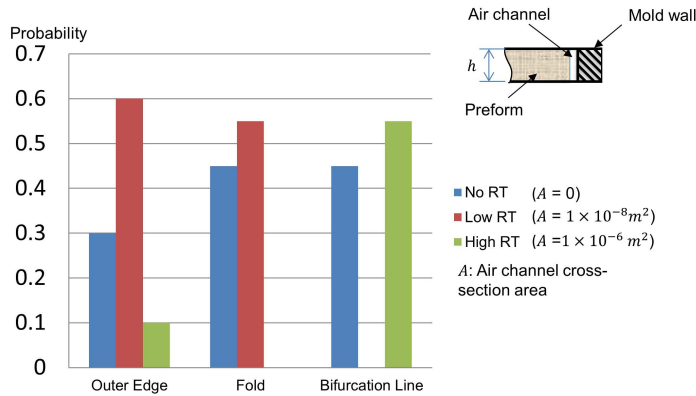 Probability
0.7
0.6
0.5
0.4
0.3
0.2
0.1
0
Outer Edge
Fold
Bifurcation Line
Air channel
Mold wall
h
Preform
No RT (A = 0)
Low RT (A = 1 × 10⁻⁸m²)
High RT (A =1 × 10⁻⁶ m²)
A: Air channel cross-
section area